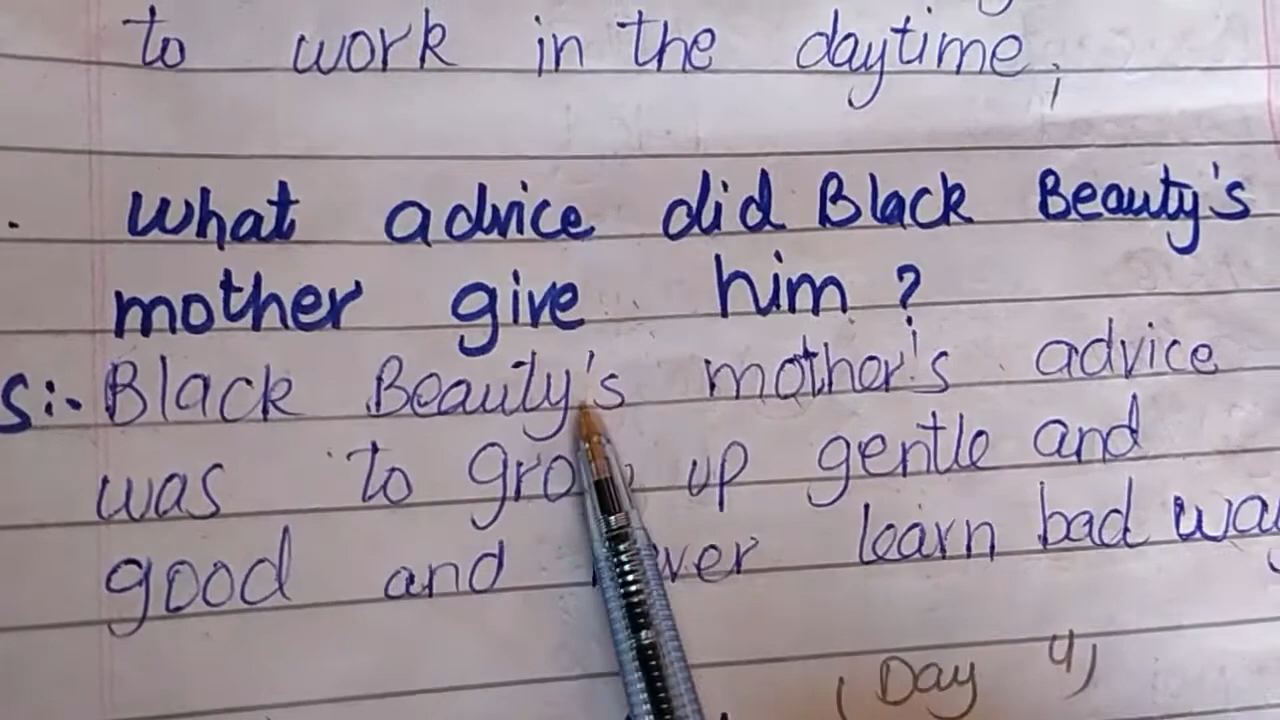 to work in the daytime,
. What advice did Black Beauty's
mother give him ?
s:- Black Beauty's mother's advice
was to up gentle and
good and learn bad
(Day 4)